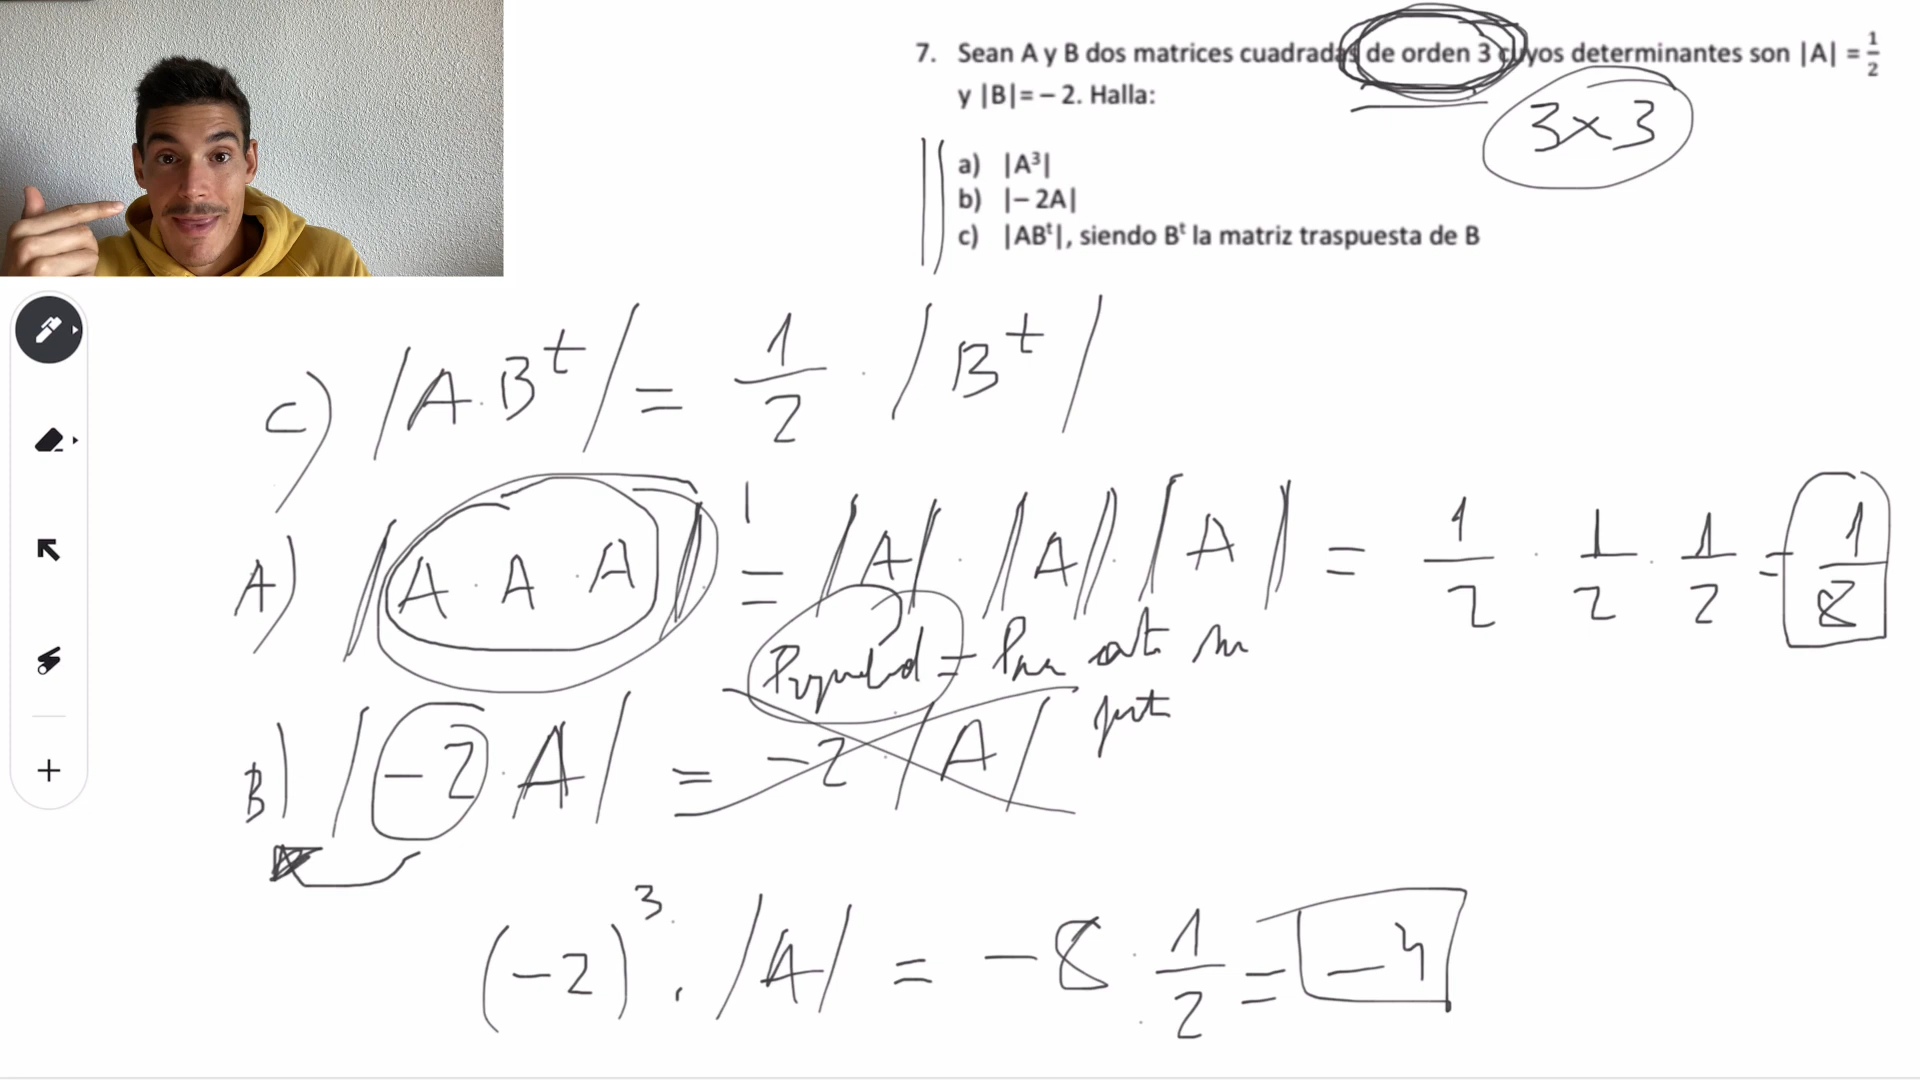 7. Sean A y B dos matrices cuadradas de orden 3 cuyos determinantes son |A| = 1/2
y |B| = – 2. Halla:
3x3
a) |A³|
b) |– 2A|
c) |ABᵗ|, siendo Bᵗ la matriz traspuesta de B
C) |A·Bᵗ| = 1/2 · |Bᵗ|
A) |A · A · A| = |A| · |A| · |A| = 1/2 · 1/2 · 1/2 = 1/8
B) |-2 · A| = -2 · |A|
(-2)³ · |A| = -8 · 1/2 = -4